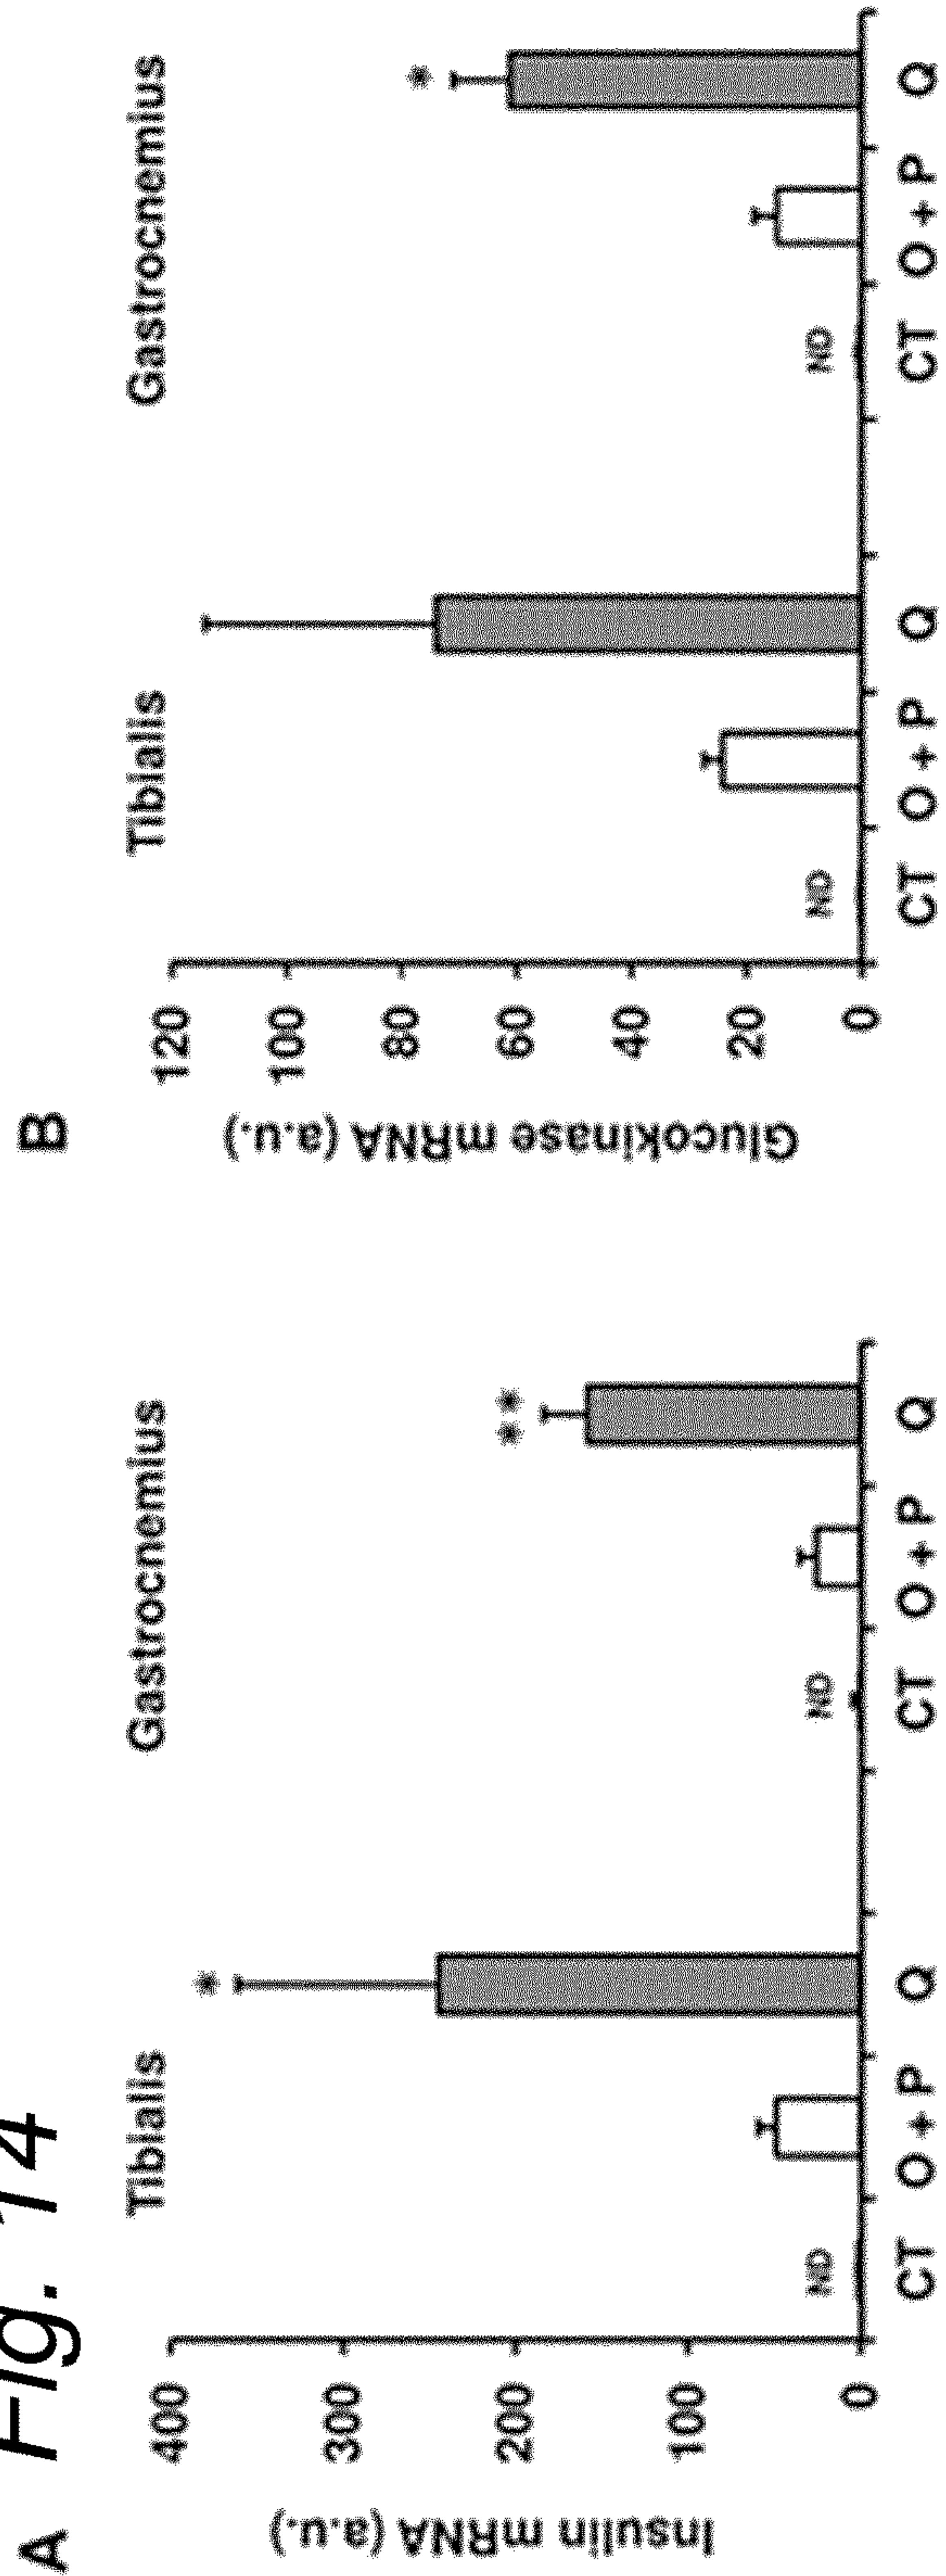 Fig. 14
A
Insulin mRNA (a.u.)
400
300
200
100
0
Tibialis
Gastrocnemius
*
**
ND
ND
CT O + P Q CT O + P Q
B
Glucokinase mRNA (a.u.)
120
100
80
60
40
20
0
Tibialis
Gastrocnemius
*
ND
ND
CT O + P Q CT O + P Q